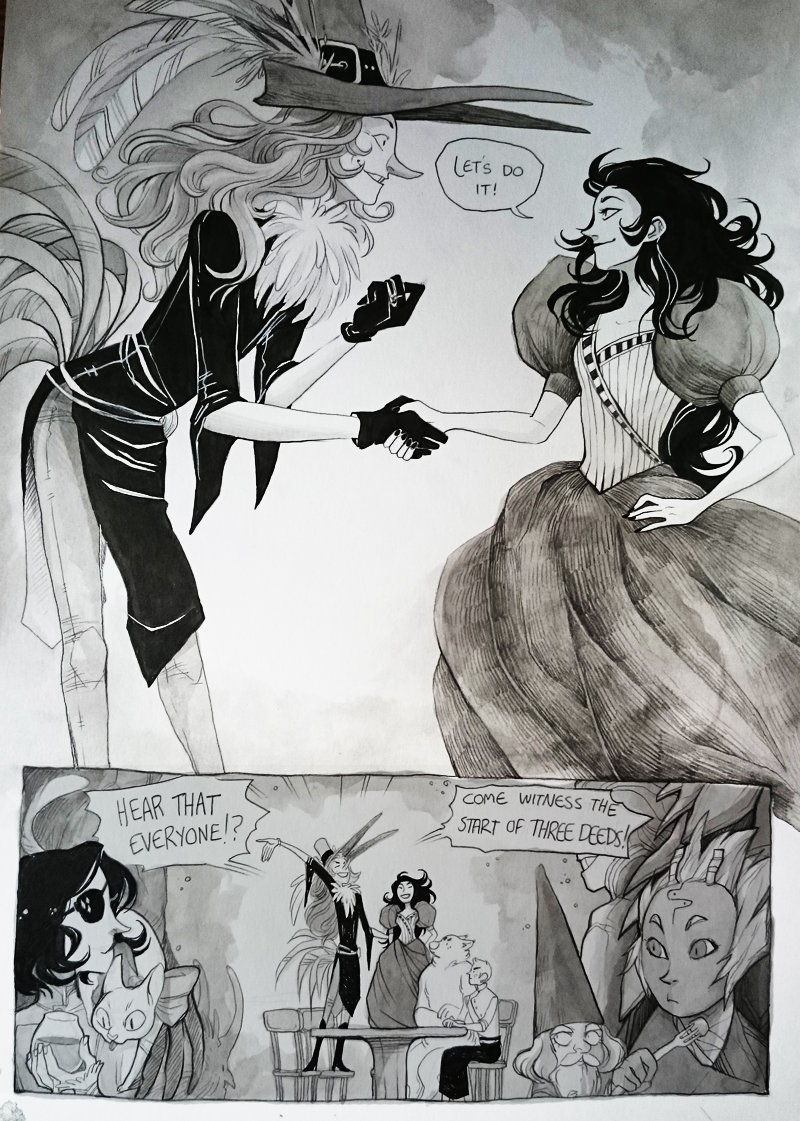 LET'S DO
IT!
HEAR THAT
EVERYONE!?
COME WITNESS THE
START OF THREE DEEDS!